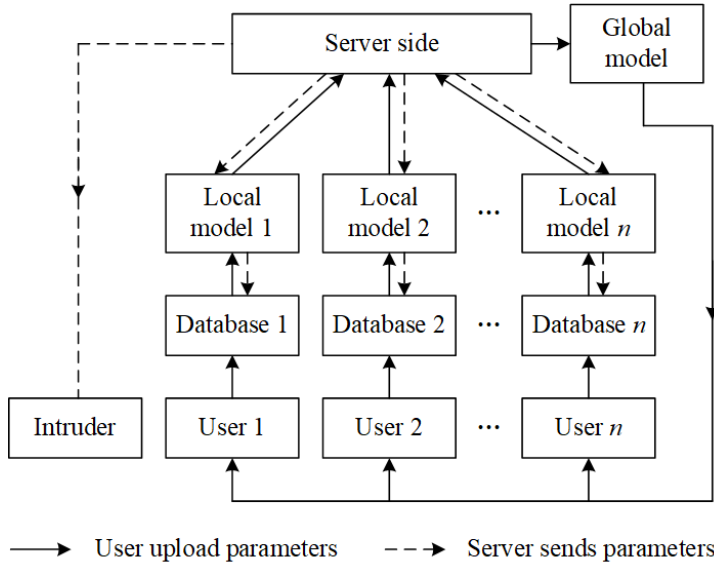 Server side
Global
model
Local
model 1
Local
model 2
...
Local
model n
Database 1
Database 2
...
Database n
Intruder
User 1
User 2
...
User n
User upload parameters
Server sends parameters